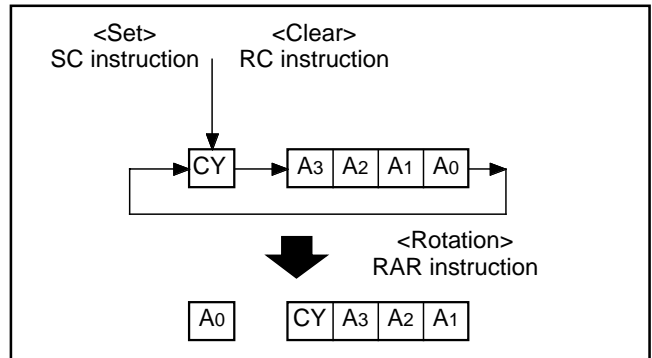 <Set> <Clear>
SC instruction RC instruction
CY A3 A2 A1 A0
<Rotation>
RAR instruction
A0 CY A3 A2 A1